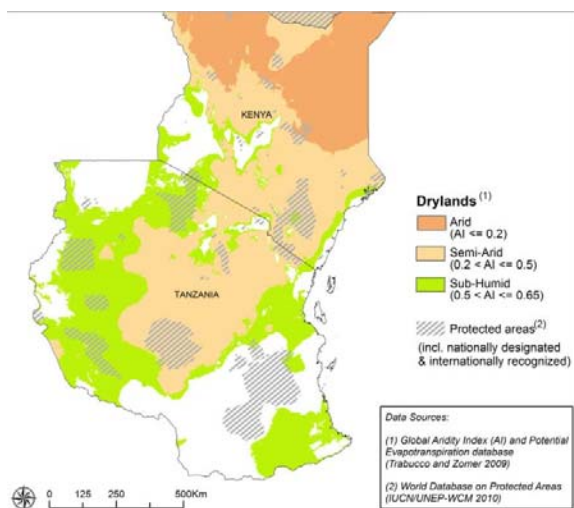 KENYA
TANZANIA
Drylands (1)
Arid
(AI <= 0.2)
Semi-Arid
(0.2 < AI <= 0.5)
Sub-Humid
(0.5 < AI <= 0.65)
Protected areas(2)
(incl. nationally designated
& internationally recognized)
Data Sources:
(1) Global Aridity Index (AI) and Potential
Evapotranspiration database
(Trabucco and Zomer 2009)
(2) World Database on Protected Areas
(IUCN/UNEP-WCM 2010)
0 125 250 500Km